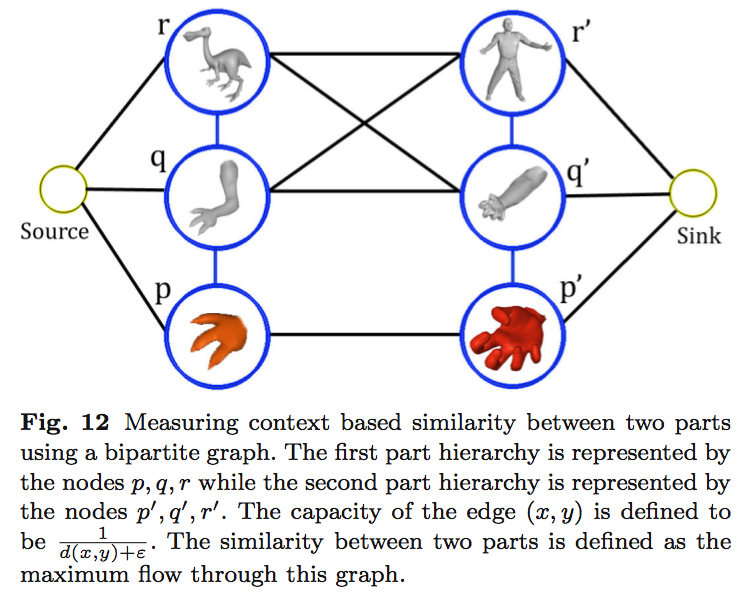 r
r’
q
q’
Source
Sink
p
p’
Fig. 12 Measuring context based similarity between two parts
using a bipartite graph. The first part hierarchy is represented by
the nodes p, q, r while the second part hierarchy is represented by
the nodes p′, q′, r′. The capacity of the edge (x, y) is defined to
be 1/d(x,y)+ε. The similarity between two parts is defined as the
maximum flow through this graph.